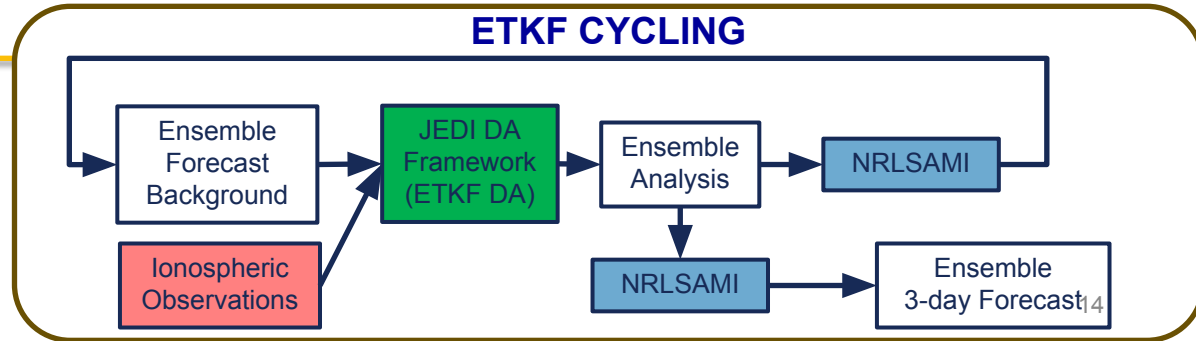 ETKF CYCLING
Ensemble
Forecast
Background
JEDI DA
Framework
(ETKF DA)
Ensemble
Analysis
NRLSAMI
Ionospheric
Observations
NRLSAMI
Ensemble
3-day Forecast
14